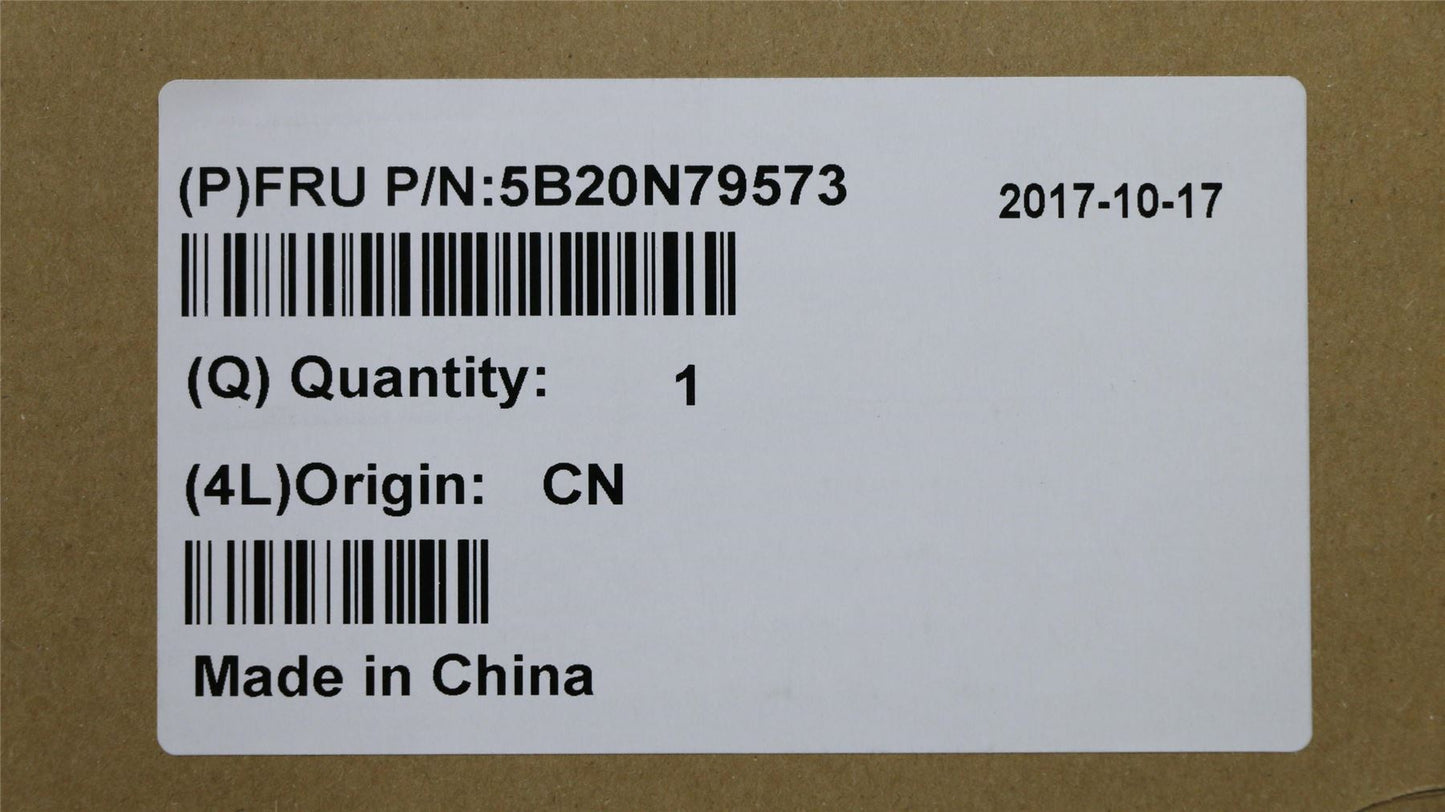 (P)FRU P/N:5B20N79573 2017-10-17
(Q) Quantity: 1
(4L)Origin: CN
Made in China